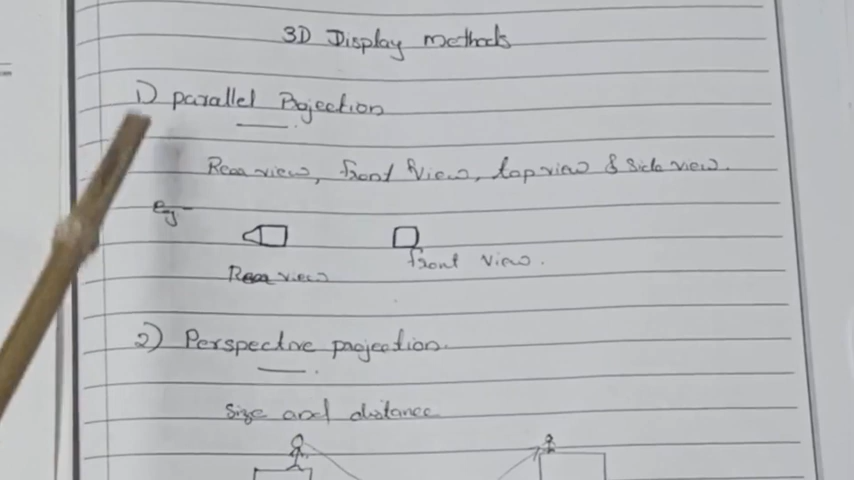 3D Display methods
1) parallel Projection
Rear view, front view, top view & side view.
eg-
Rear view front view.
2) Perspective projection.
Size and distance